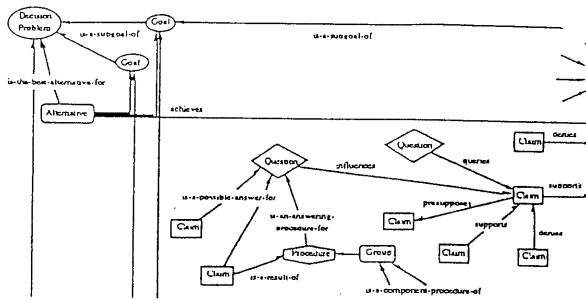 Decision
Problem
Goal
is-a-subgoal-of
is-a-subgoal-of
Goal
is-the-best-alternative-for
Alternative
achieves
Claim
denies
Question
Question
influences
queries
is-a-possible-answer-for
Claim
supports
presupposes
Claim
Claim
is-an-answering-
procedure-for
supports
denies
Procedure
Group
Claim
Claim
Claim
is-a-result-of
is-a-component-procedure-of